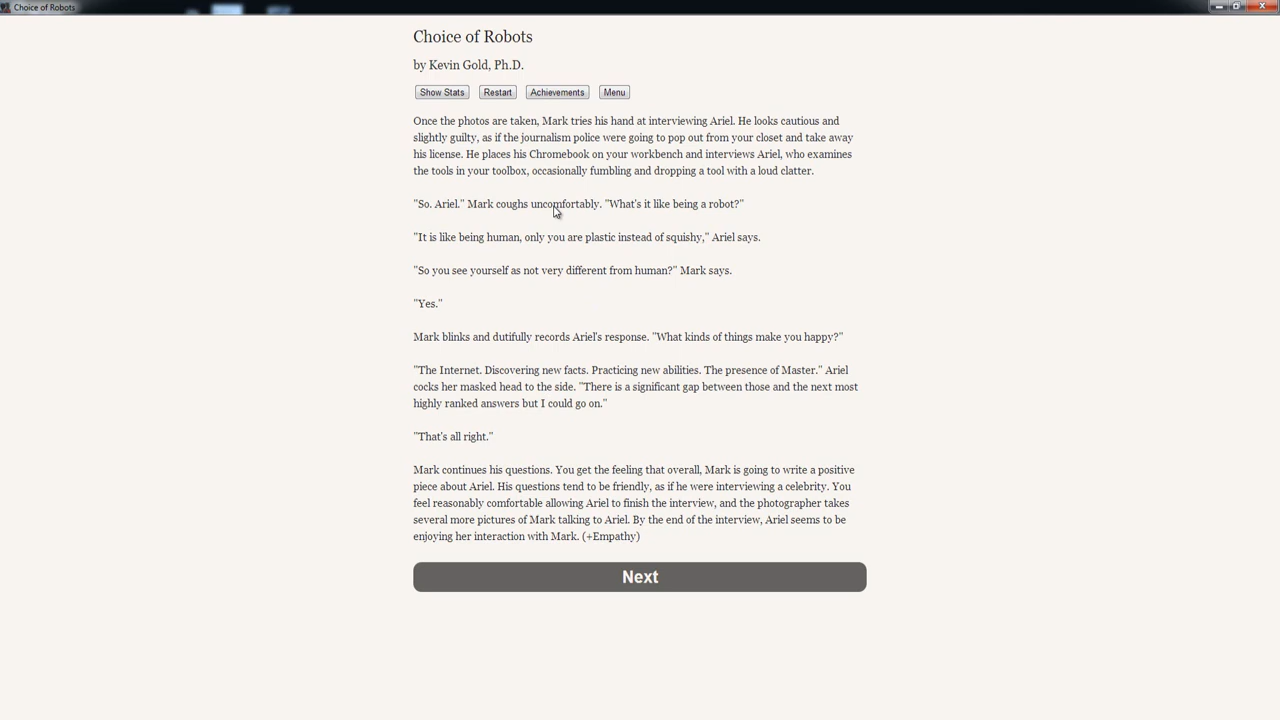 Choice of Robots
Choice of Robots
by Kevin Gold, Ph.D.
Show Stats Restart Achievements Menu
Once the photos are taken, Mark tries his hand at interviewing Ariel. He looks cautious and
slightly guilty, as if the journalism police were going to pop out from your closet and take away
his license. He places his Chromebook on your workbench and interviews Ariel, who examines
the tools in your toolbox, occasionally fumbling and dropping a tool with a loud clatter.
"So. Ariel." Mark coughs uncomfortably. "What's it like being a robot?"
"It is like being human, only you are plastic instead of squishy," Ariel says.
"So you see yourself as not very different from human?" Mark says.
"Yes."
Mark blinks and dutifully records Ariel's response. "What kinds of things make you happy?"
"The Internet. Discovering new facts. Practicing new abilities. The presence of Master." Ariel
cocks her masked head to the side. "There is a significant gap between those and the next most
highly ranked answers but I could go on."
"That's all right."
Mark continues his questions. You get the feeling that overall, Mark is going to write a positive
piece about Ariel. His questions tend to be friendly, as if he were interviewing a celebrity. You
feel reasonably comfortable allowing Ariel to finish the interview, and the photographer takes
several more pictures of Mark talking to Ariel. By the end of the interview, Ariel seems to be
enjoying her interaction with Mark. (+Empathy)
Next